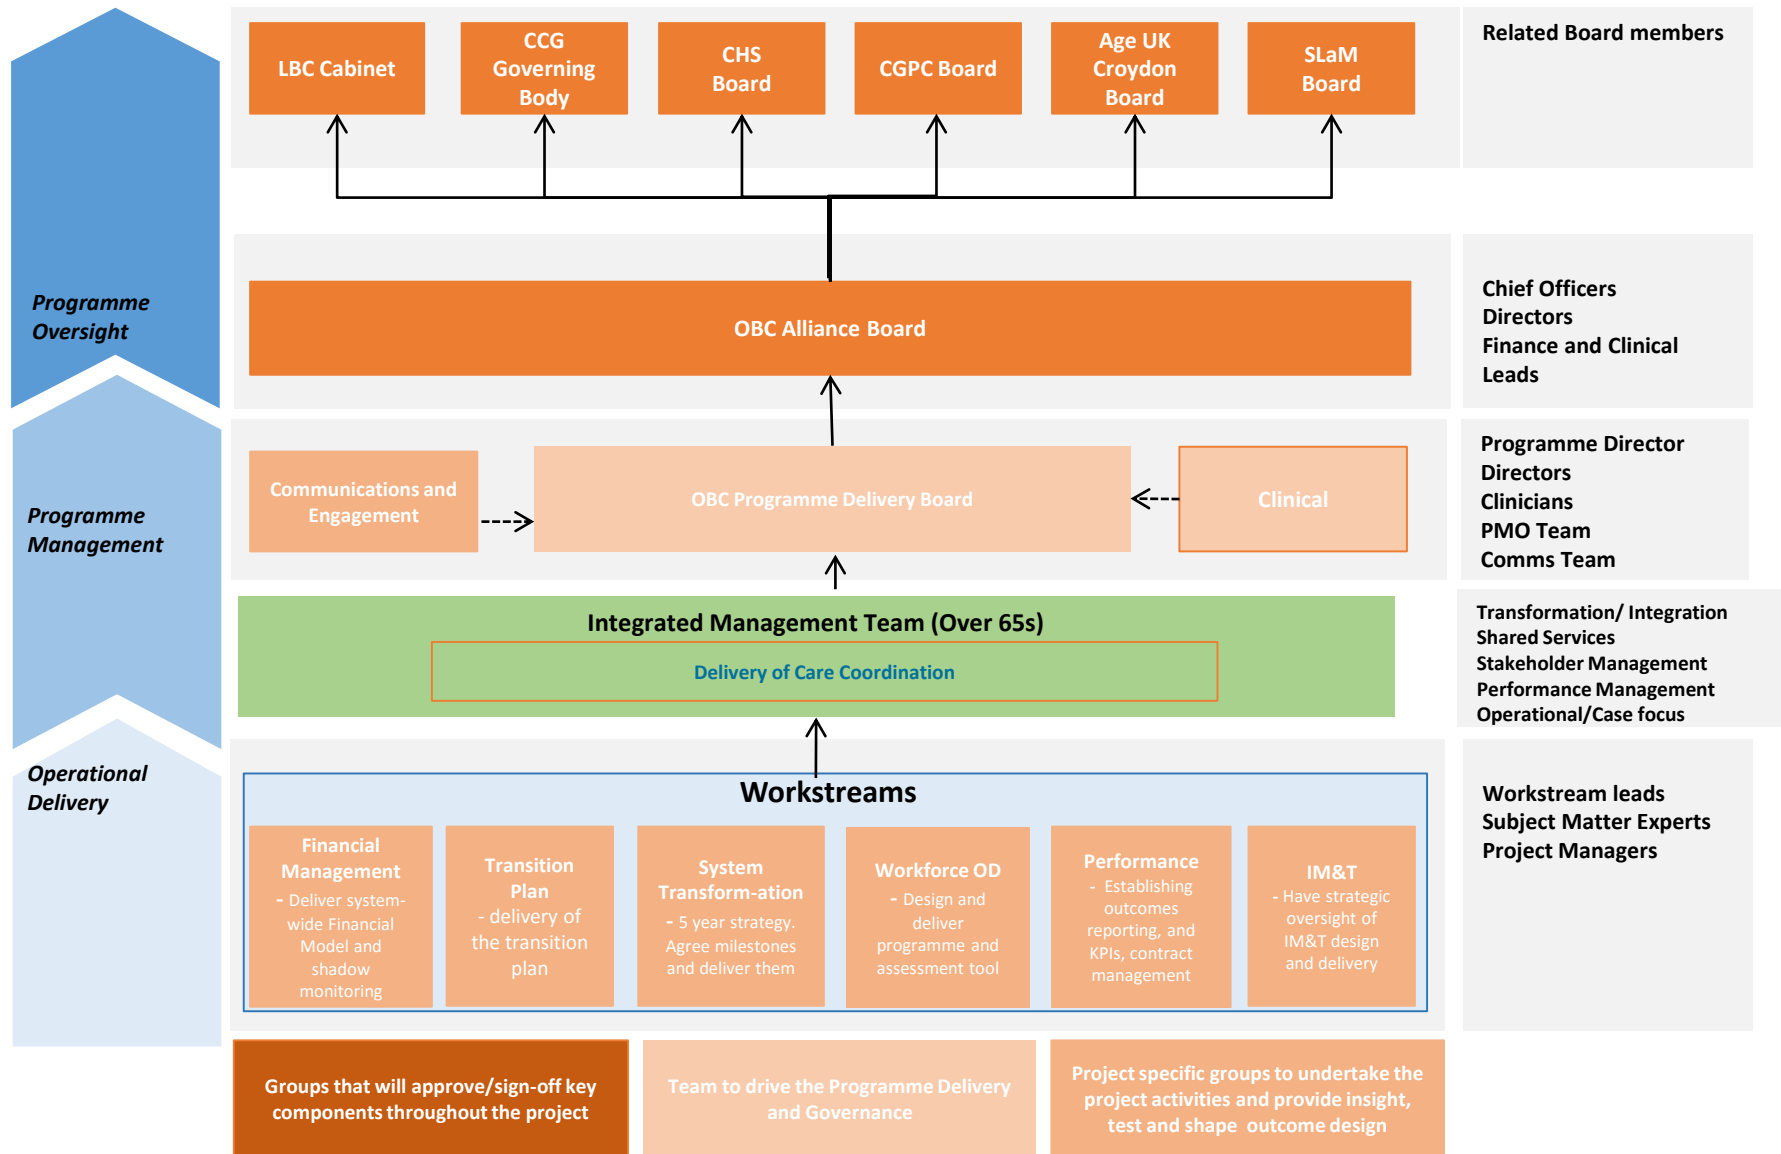 LBC Cabinet
CCG
Governing
Body
CHS
Board
CGPC Board
Age UK
Croydon
Board
SLaM
Board
Related Board members
Programme
Oversight
OBC Alliance Board
Chief Officers
Directors
Finance and Clinical
Leads
Programme
Management
Communications and
Engagement
OBC Programme Delivery Board
Clinical
Programme Director
Directors
Clinicians
PMO Team
Comms Team
Integrated Management Team (Over 65s)
Delivery of Care Coordination
Transformation/ Integration
Shared Services
Stakeholder Management
Performance Management
Operational/Case focus
Operational
Delivery
Workstreams
Financial
Management
- Deliver system-
wide Financial
Model and
shadow
monitoring
Transition
Plan
- delivery of
the transition
plan
System
Transform-ation
- 5 year strategy.
Agree milestones
and deliver them
Workforce OD
- Design and
deliver
programme and
assessment tool
Performance
- Establishing
outcomes
reporting, and
KPIs, contract
management
IM&T
- Have strategic
oversight of
IM&T design
and delivery
Workstream leads
Subject Matter Experts
Project Managers
Groups that will approve/sign-off key
components throughout the project
Team to drive the Programme Delivery
and Governance
Project specific groups to undertake the
project activities and provide insight,
test and shape outcome design